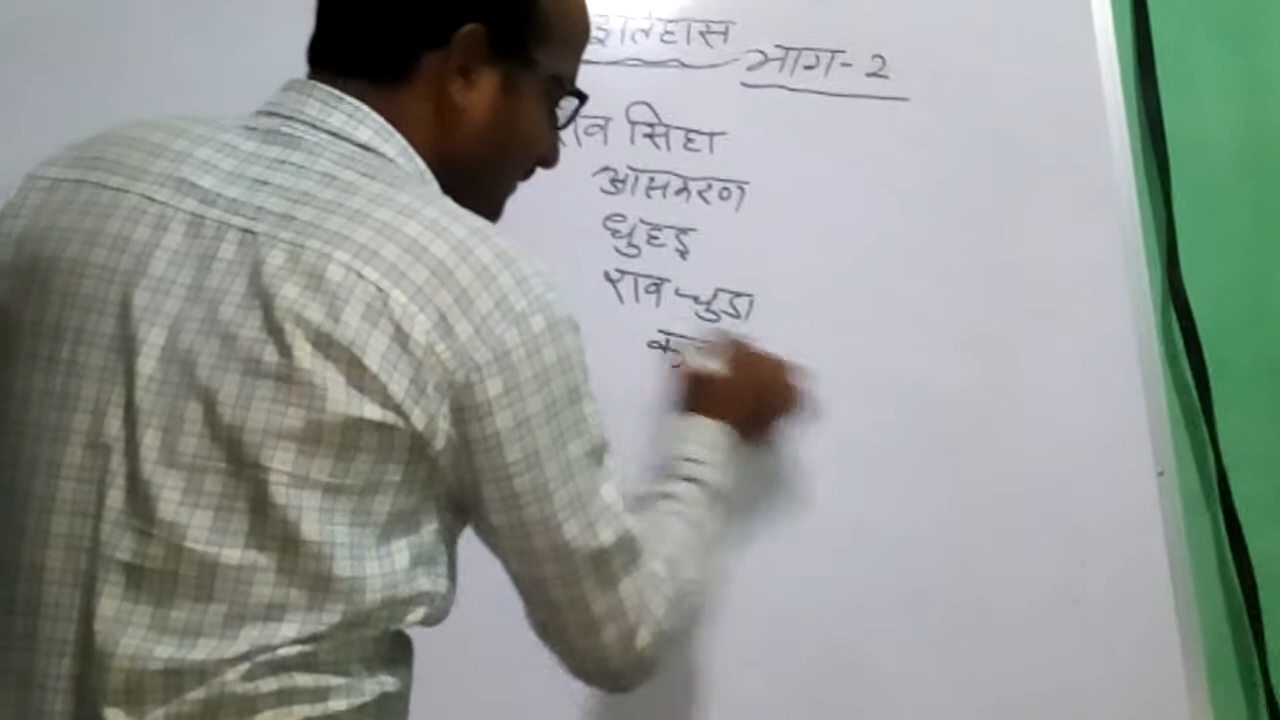 इतिहास भाग-2
राव सिहा
आसकरण
धुहड़
राव चुडा